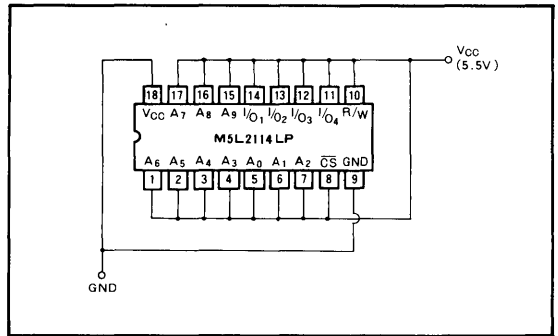 VCC
(5.5V)
18 17 16 15 14 13 12 11 10
VCC A7 A8 A9 I/O1 I/O2 I/O3 I/O4 R/W
M5L2114LP
A6 A5 A4 A3 A0 A1 A2 CS GND
1 2 3 4 5 6 7 8 9
GND